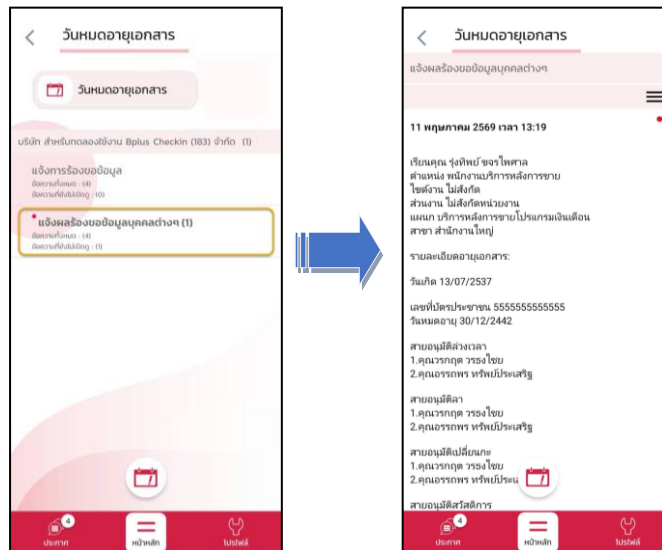 วันหมดอายุเอกสาร
วันหมดอายุเอกสาร
บริษัท สำหรับทดลองใช้งาน Bplus Checkin (183) จำกัด (1)
แจ้งการร้องขอข้อมูล
ข้อความทั้งหมด : (4)
ข้อความที่ยังไม่เปิดดู : (0)
แจ้งผลร้องขอข้อมูลบุคคลต่างๆ (1)
ข้อความทั้งหมด : (4)
ข้อความที่ยังไม่เปิดดู : (1)
4
ประกาศ
หน้าหลัก
โปรไฟล์
วันหมดอายุเอกสาร
แจ้งผลร้องขอข้อมูลบุคคลต่างๆ
11 พฤษภาคม 2569 เวลา 13:19
เรียนคุณ รุ่งทิพย์ ขจรไพศาล
ตำแหน่ง พนักงานบริการหลังการขาย
ไซต์งาน ไม่สังกัด
ส่วนงาน ไม่สังกัดหน่วยงาน
แผนก บริการหลังการขายโปรแกรมเงินเดือน
สาขา สำนักงานใหญ่
รายละเอียดอายุเอกสาร:
วันเกิด 13/07/2537
เลขที่บัตรประชาชน 5555555555555
วันหมดอายุ 30/12/2442
สายอนุมัติล่วงเวลา
1.คุณวรกฤต วรธงไชย
2.คุณอรรถพร ทรัพย์ประเสริฐ
สายอนุมัติลา
1.คุณวรกฤต วรธงไชย
2.คุณอรรถพร ทรัพย์ประเสริฐ
สายอนุมัติเปลี่ยนกะ
1.คุณวรกฤต วรธงไชย
2.คุณอรรถพร ทรัพย์ประเ
สายอนุมัติสวัสดิการ
4
ประกาศ
หน้าหลัก
โปรไฟล์